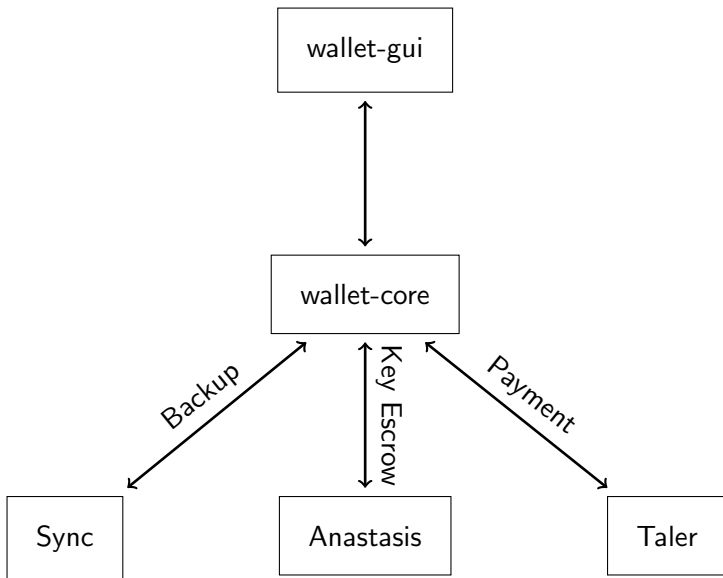 wallet-gui
wallet-core
Backup
Key Escrow
Payment
Sync
Anastasis
Taler